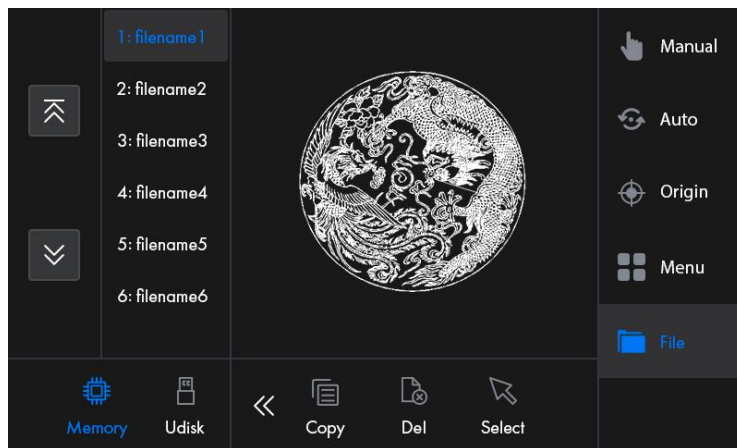 1: filename1
2: filename2
3: filename3
4: filename4
5: filename5
6: filename6
Memory
Udisk
Copy
Del
Select
Manual
Auto
Origin
Menu
File